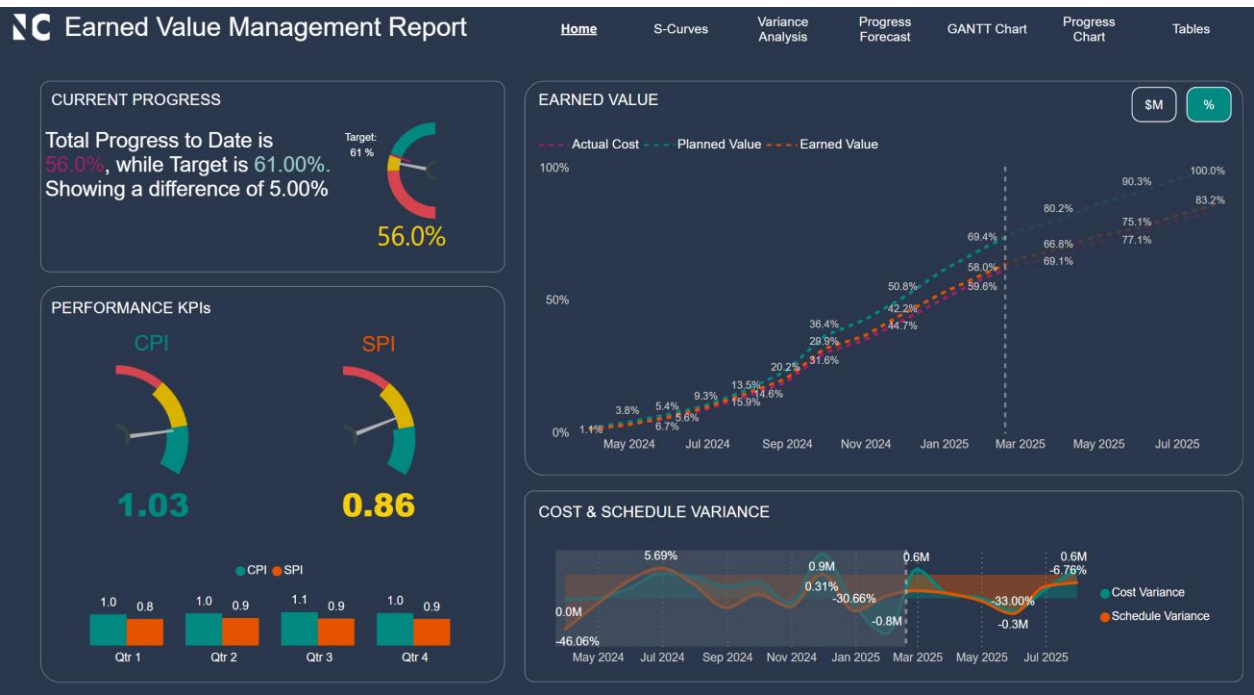 NC Earned Value Management Report
Home
S-Curves
Variance
Analysis
Progress
Forecast
GANTT Chart
Progress
Chart
Tables
CURRENT PROGRESS
Total Progress to Date is
56.0%, while Target is 61.00%.
Showing a difference of 5.00%
Target:
61 %
56.0%
PERFORMANCE KPIs
CPI
SPI
1.03
0.86
CPI SPI
1.0 0.8 1.0 0.9 1.1 0.9 1.0 0.9
Qtr 1 Qtr 2 Qtr 3 Qtr 4
EARNED VALUE
$M
%
Actual Cost Planned Value Earned Value
100%
50%
0%
1.1%
3.8%
5.4%
6.7%
5.6%
9.3%
13.5%
15.9%
14.6%
20.2%
36.4%
29.9%
31.6%
50.8%
42.2%
44.7%
69.4%
58.0%
59.6%
80.2%
66.8%
69.1%
90.3%
75.1%
77.1%
100.0%
83.2%
May 2024 Jul 2024 Sep 2024 Nov 2024 Jan 2025 Mar 2025 May 2025 Jul 2025
COST & SCHEDULE VARIANCE
0.0M
-46.06%
5.69%
0.9M
0.31%
-30.66%
-0.8M
0.6M
-33.00%
-0.3M
0.6M
-6.76%
Cost Variance
Schedule Variance
May 2024 Jul 2024 Sep 2024 Nov 2024 Jan 2025 Mar 2025 May 2025 Jul 2025